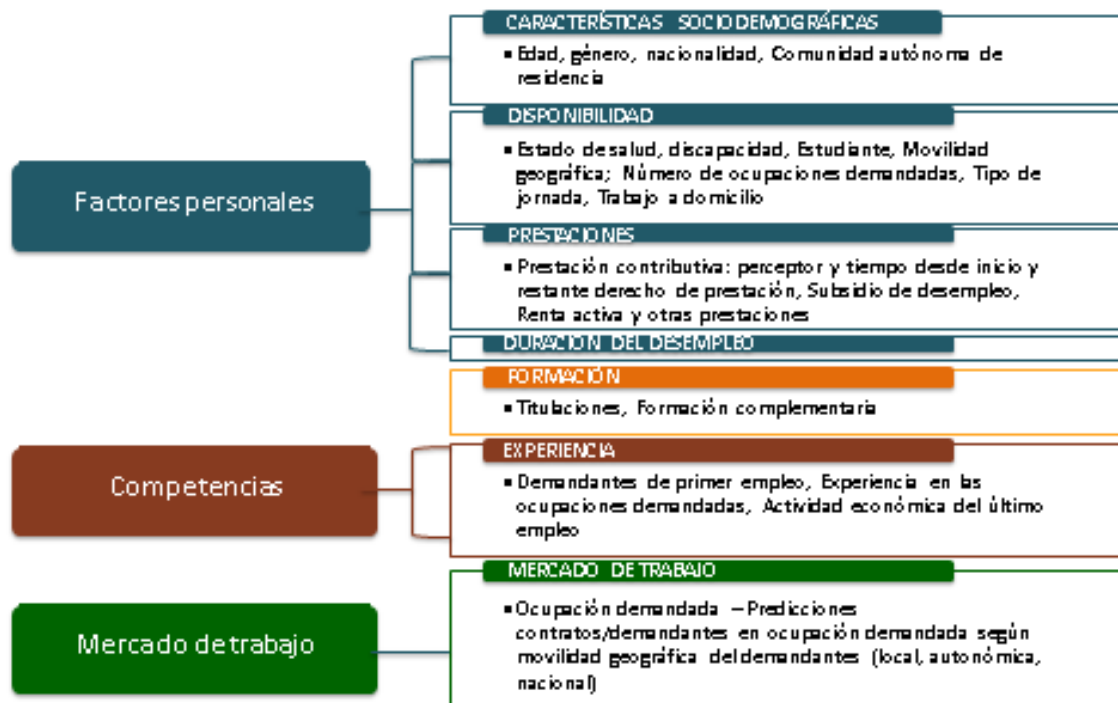 CARACTERÍSTICAS SOCIODEMOGRÁFICAS
▪ Edad, género, nacionalidad, Comunidad autónoma de
residencia
DISPONIBILIDAD
▪ Estado de salud, discapacidad, Estudiante, Movilidad
geográfica; Número de ocupaciones demandadas, Tipo de
jornada, Trabajo a domicilio
Factores personales
PRESTACIONES
▪ Prestación contributiva: perceptor y tiempo desde inicio y
restante derecho de prestación, Subsidio de desempleo,
Renta activa y otras prestaciones
DURACION DEL DESEMPLEO
FORMACIÓN
▪ Titulaciones, Formación complementaria
Competencias
EXPERIENCIA
▪ Demandantes de primer empleo, Experiencia en las
ocupaciones demandadas, Actividad económica del último
empleo
Mercado de trabajo
MERCADO DE TRABAJO
▪ Ocupación demandada – Predicciones
contratos/demandantes en ocupación demandada según
movilidad geográfica del demandantes (local, autonómica,
nacional)